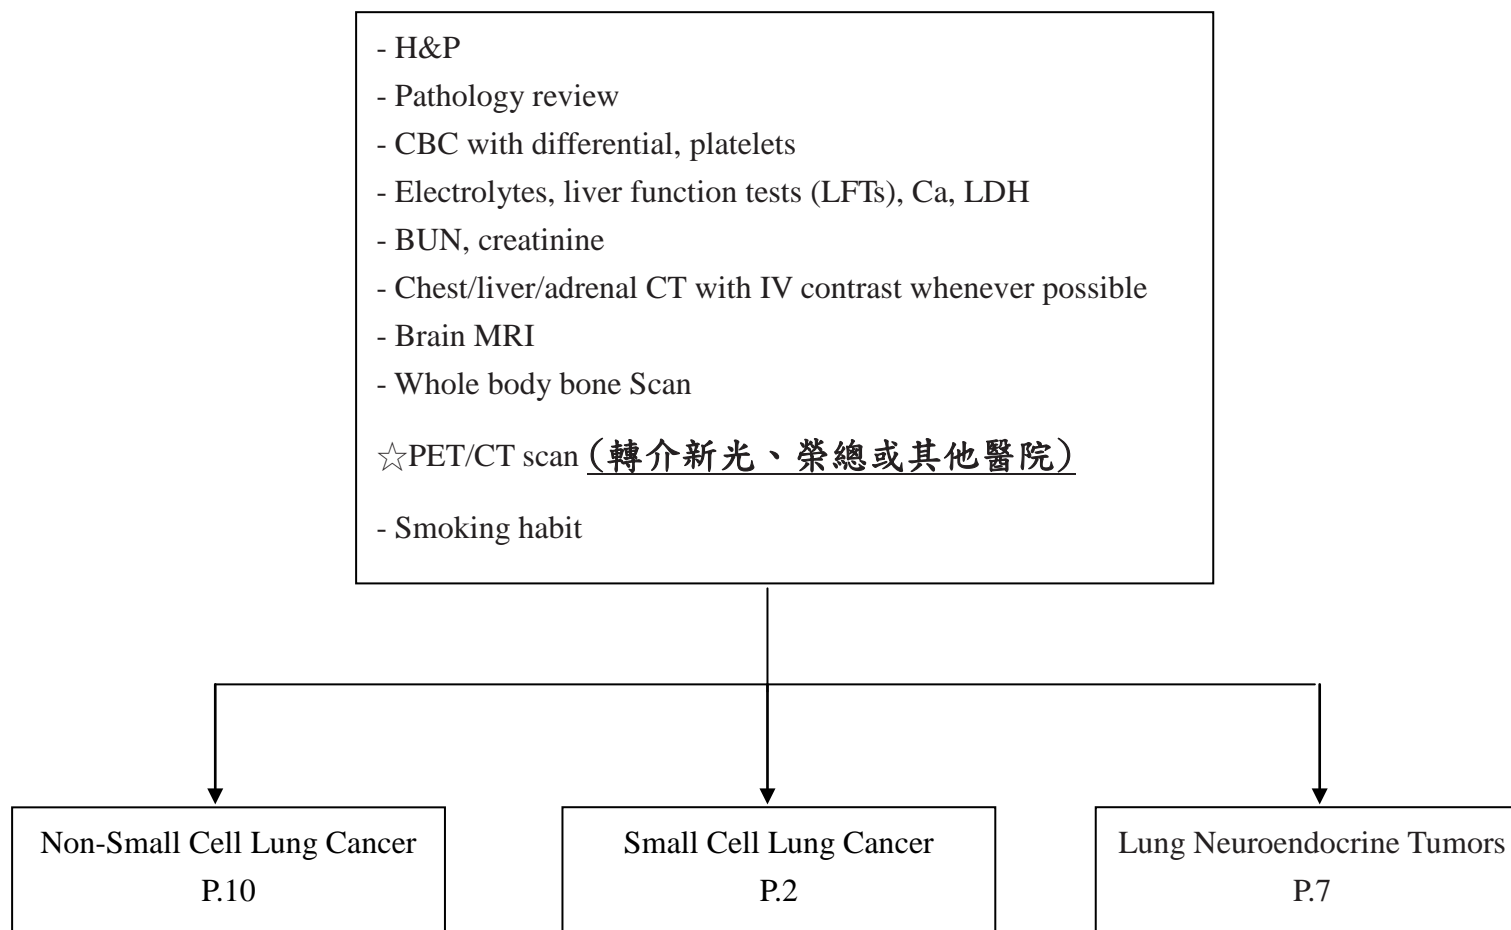 - H&P
- Pathology review
- CBC with differential, platelets
- Electrolytes, liver function tests (LFTs), Ca, LDH
- BUN, creatinine
- Chest/liver/adrenal CT with IV contrast whenever possible
- Brain MRI
- Whole body bone Scan
☆PET/CT scan (轉介新光、榮總或其他醫院)
- Smoking habit
Non-Small Cell Lung Cancer
P.10
Small Cell Lung Cancer
P.2
Lung Neuroendocrine Tumors
P.7